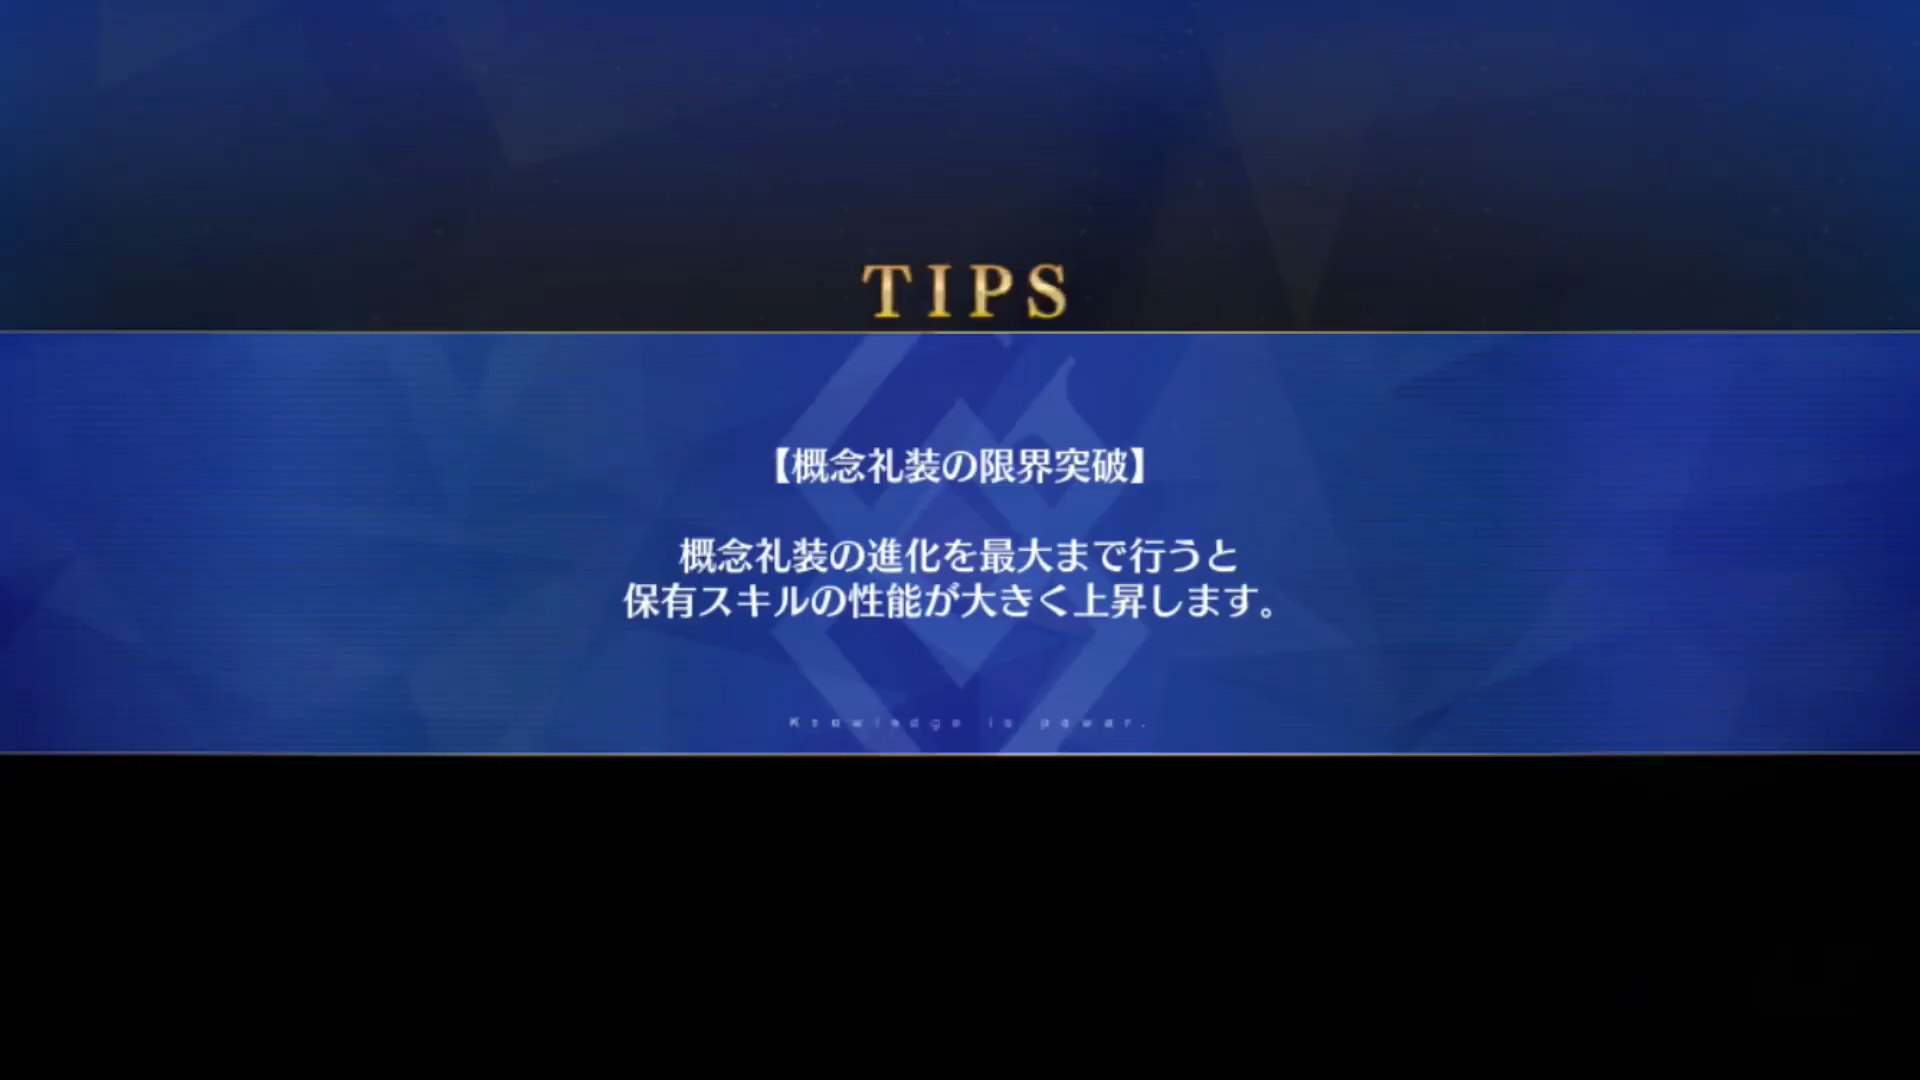 TIPS
【概念礼装の限界突破】
概念礼装の進化を最大まで行うと
保有スキルの性能が大きく上昇します。
Knowledge is power.